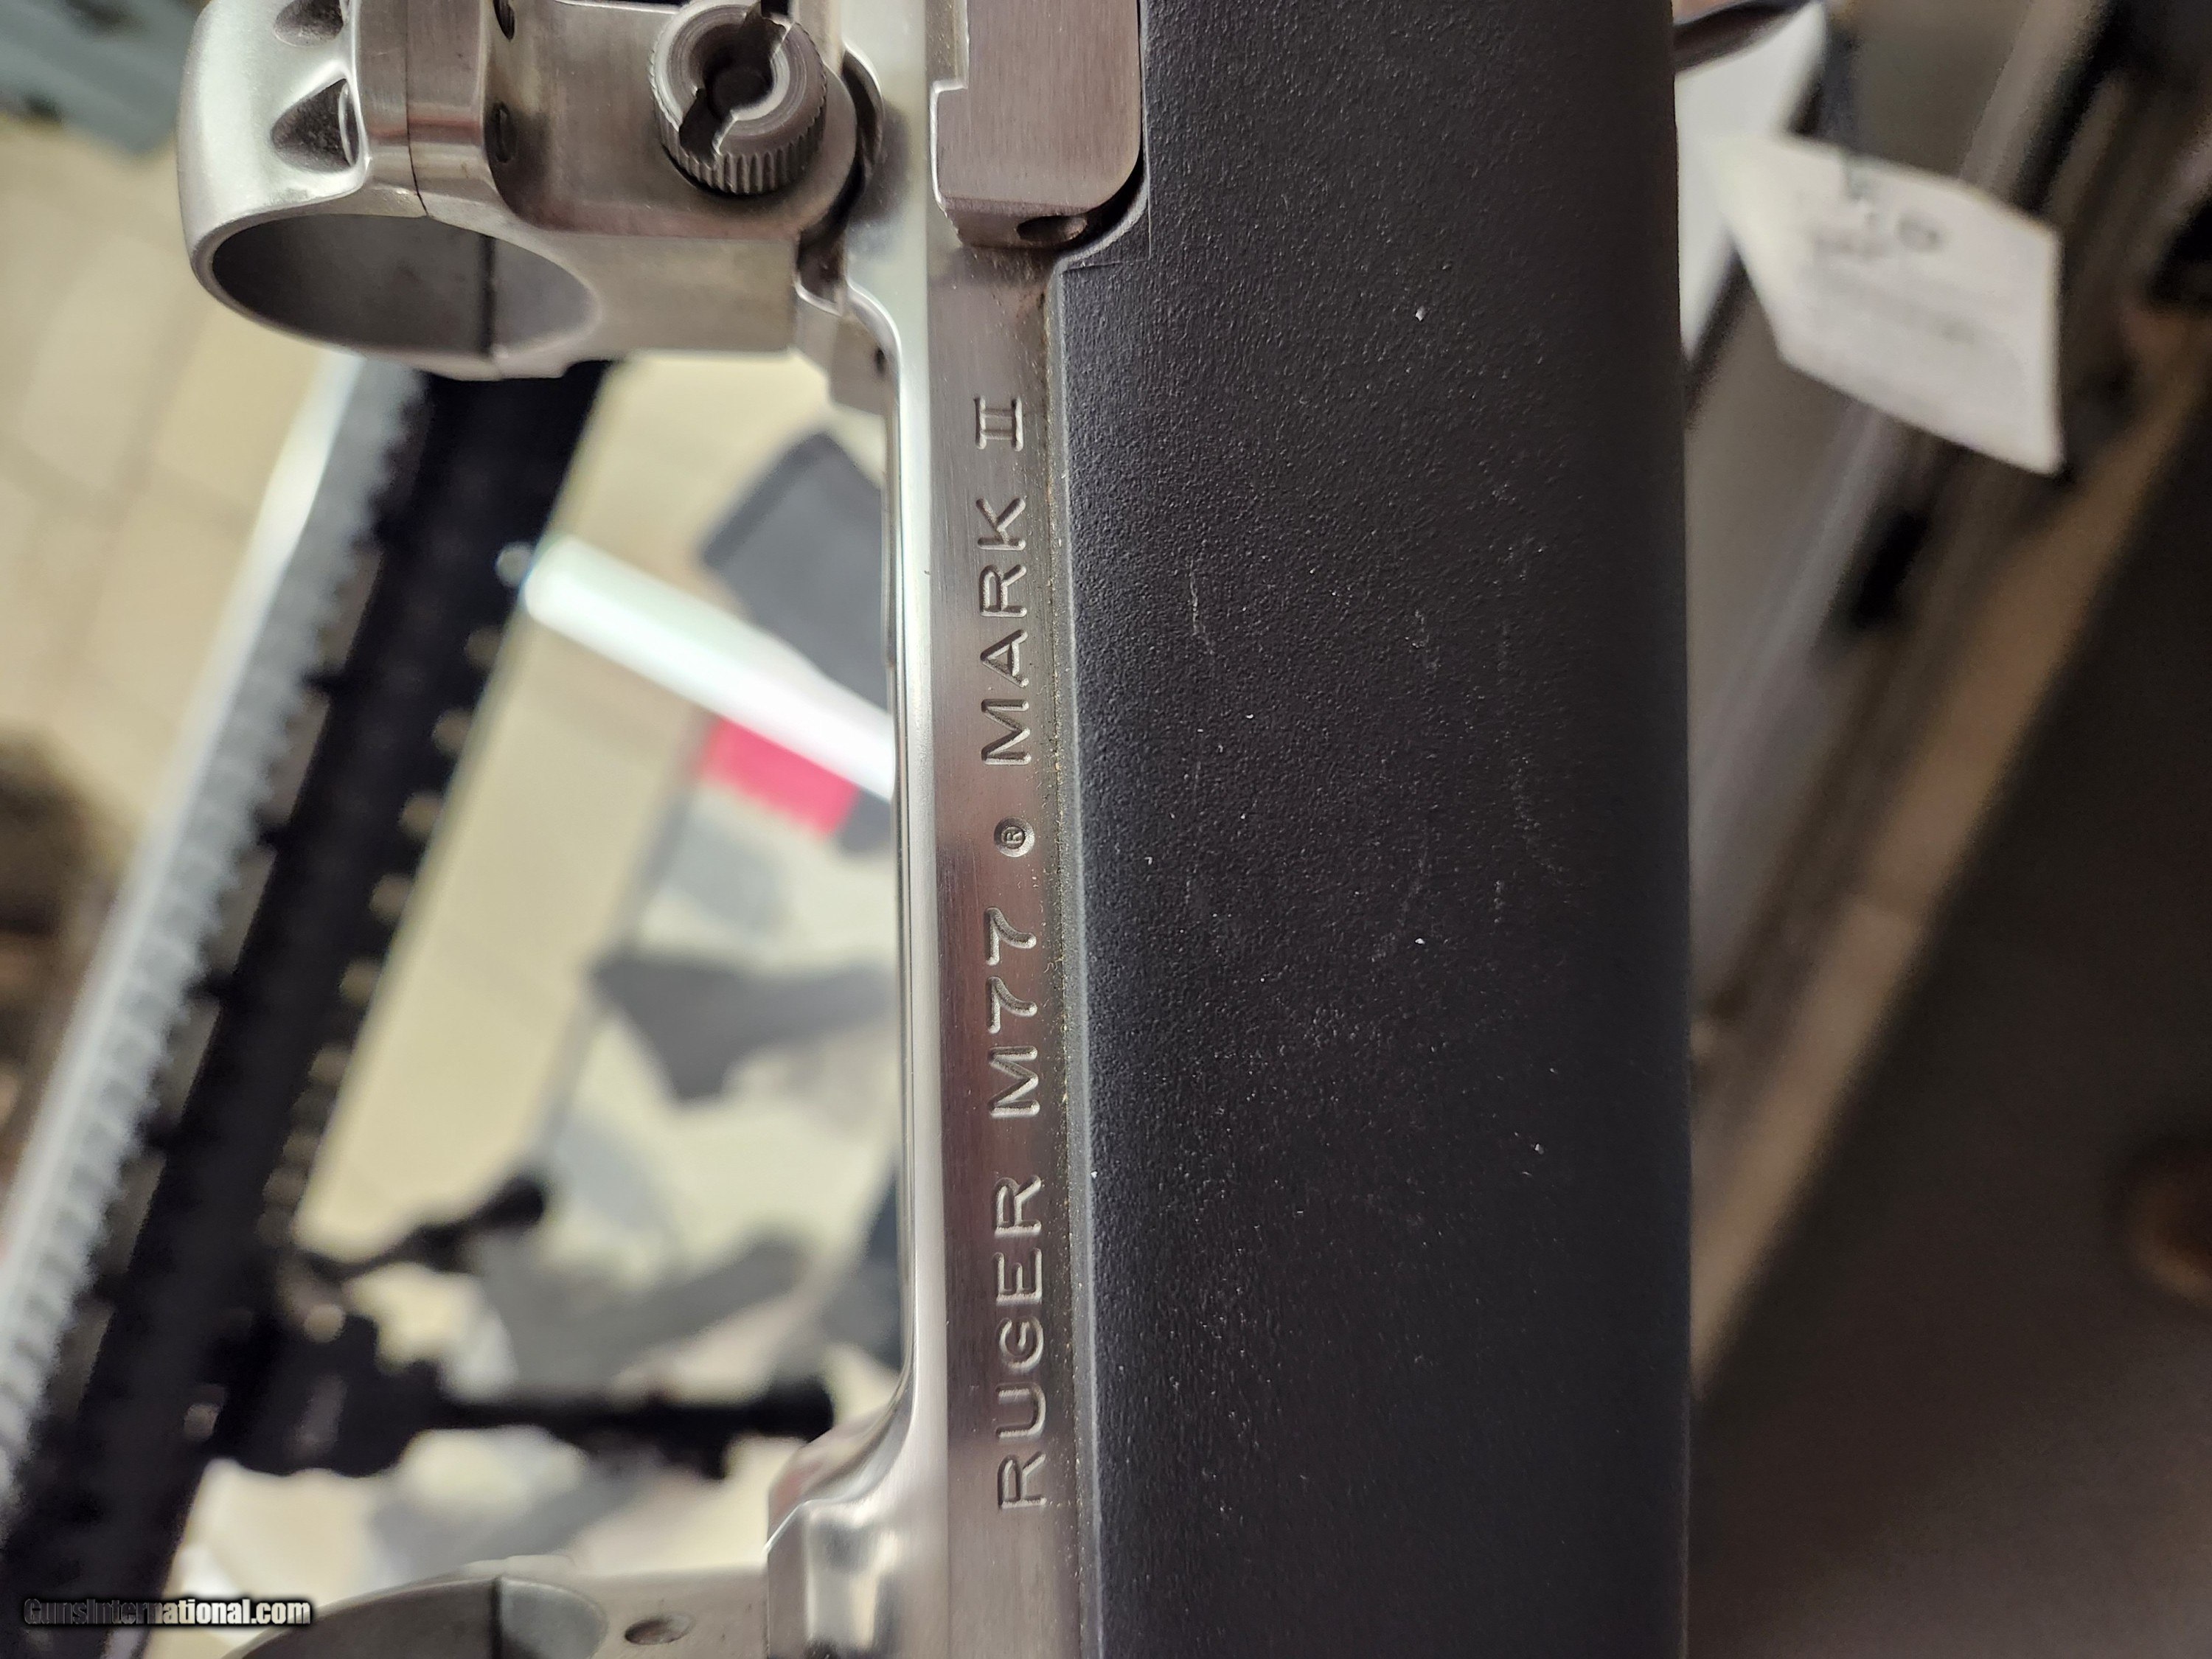 RUGER M77 ® MARK II
GunsInternational.com